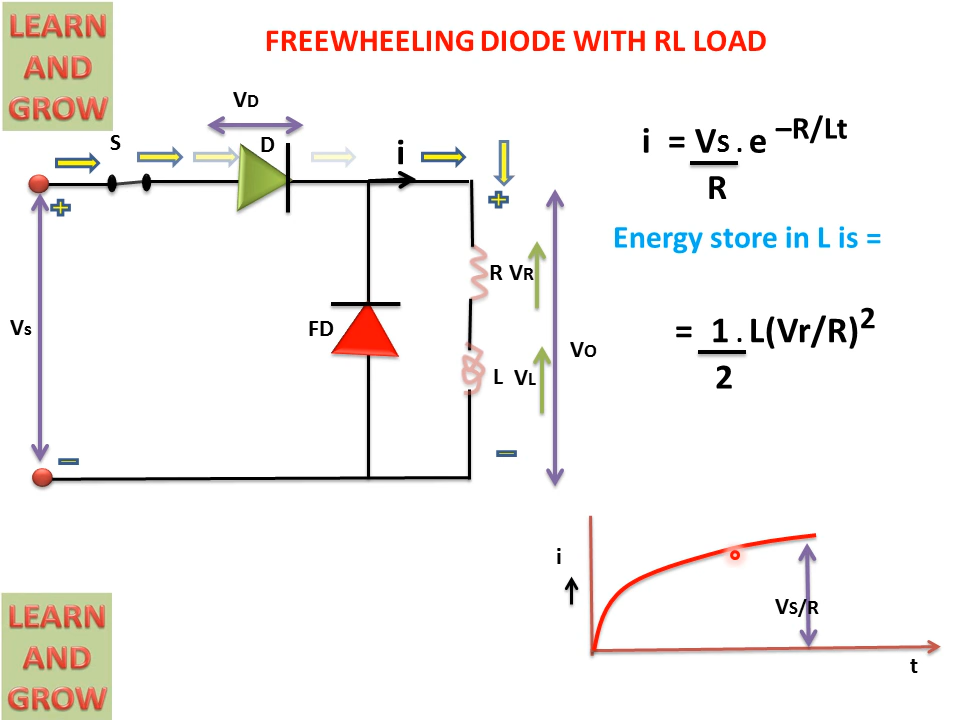 LEARN
AND
GROW
FREEWHEELING DIODE WITH RL LOAD
VD
S
D
i
+
+
R VR
Vs
FD
VO
L VL
–
–
i = VS . e –R/Lt
R
Energy store in L is =
= 1 . L(Vr/R)2
2
i
VS/R
t
LEARN
AND
GROW